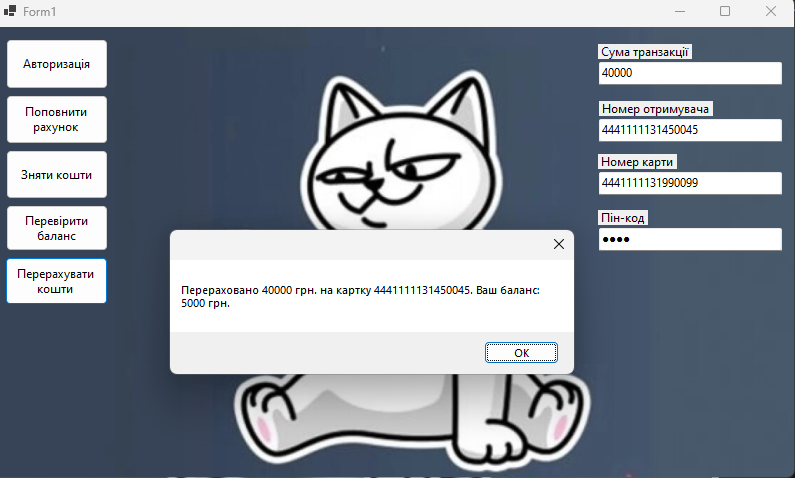 Form1
Авторизація
Поповнити
рахунок
Зняти кошти
Перевірити
баланс
Перерахувати
кошти
Сума транзакції
40000
Номер отримувача
4441111131450045
Номер карти
4441111131990099
Пін-код
●●●●
Перераховано 40000 грн. на картку 4441111131450045. Ваш баланс:
5000 грн.
OK